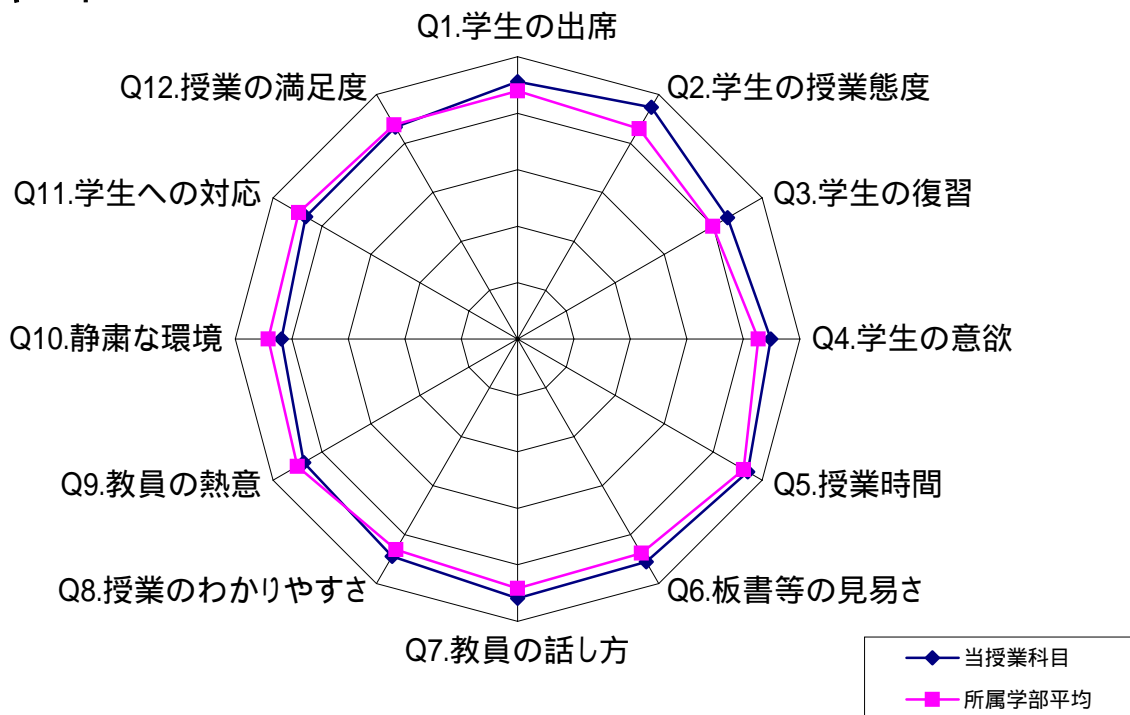 Q1.学生の出席
Q2.学生の授業態度
Q3.学生の復習
Q4.学生の意欲
Q5.授業時間
Q6.板書等の見易さ
Q7.教員の話し方
Q8.授業のわかりやすさ
Q9.教員の熱意
Q10.静粛な環境
Q11.学生への対応
Q12.授業の満足度
当授業科目
所属学部平均